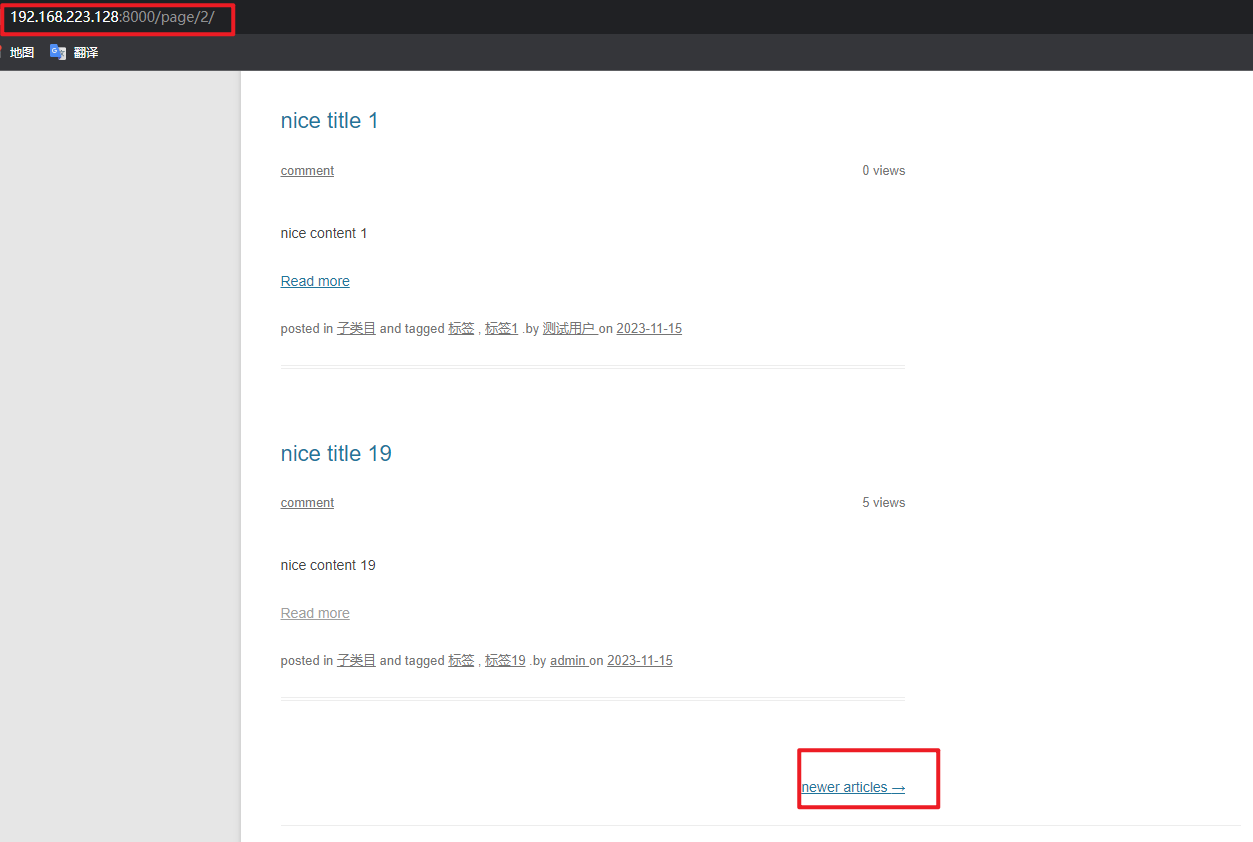 192.168.223.128:8000/page/2/
地图 翻译
nice title 1
comment 0 views
nice content 1
Read more
posted in 子类目 and tagged 标签 , 标签1 .by 测试用户 on 2023-11-15
nice title 19
comment 5 views
nice content 19
Read more
posted in 子类目 and tagged 标签 , 标签19 .by admin on 2023-11-15
newer articles →